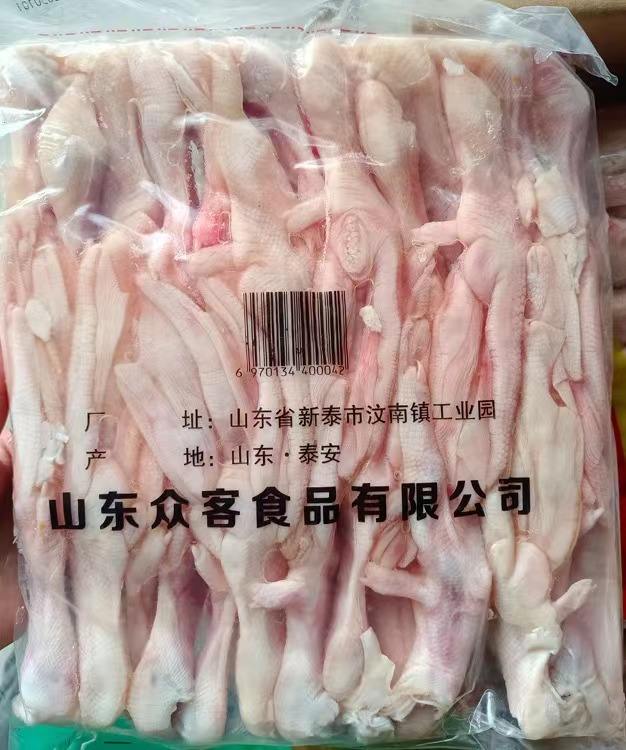 6 970134 400042
厂 址：山东省新泰市汶南镇工业园
产 地：山东·泰安
山东众客食品有限公司